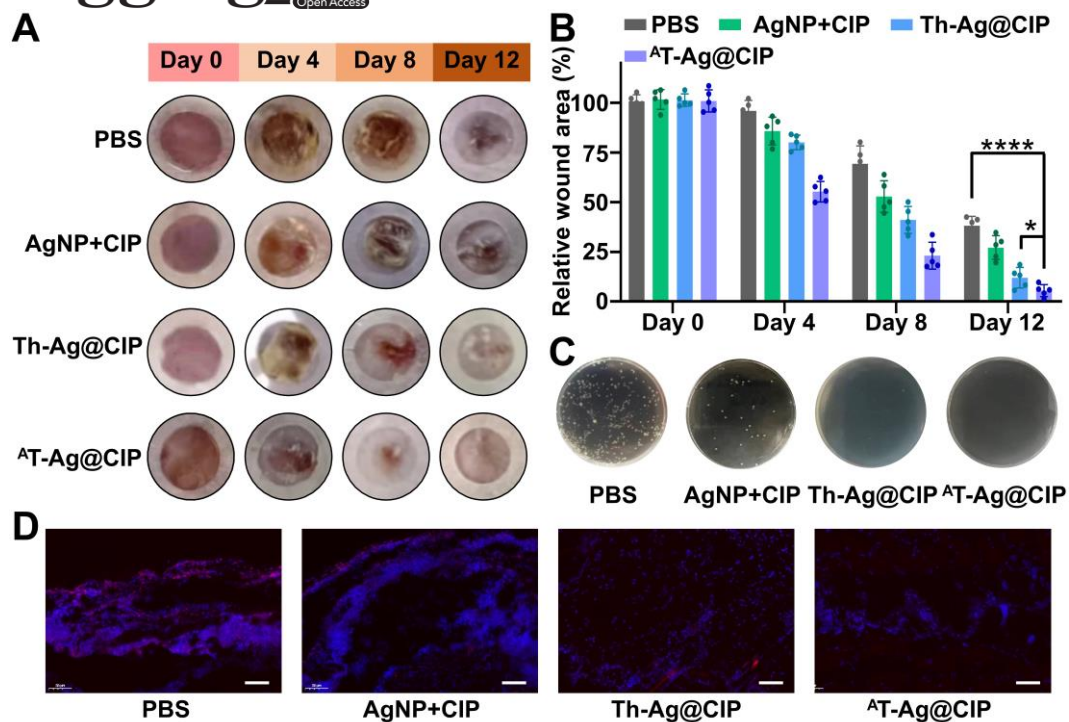 Open Access
A
Day 0 Day 4 Day 8 Day 12
PBS
AgNP+CIP
Th-Ag@CIP
ᴬT-Ag@CIP
B
PBS AgNP+CIP Th-Ag@CIP
ᴬT-Ag@CIP
Relative wound area (%)
100
75
50
25
0
****
*
Day 0 Day 4 Day 8 Day 12
C
PBS AgNP+CIP Th-Ag@CIP ᴬT-Ag@CIP
D
PBS AgNP+CIP Th-Ag@CIP ᴬT-Ag@CIP